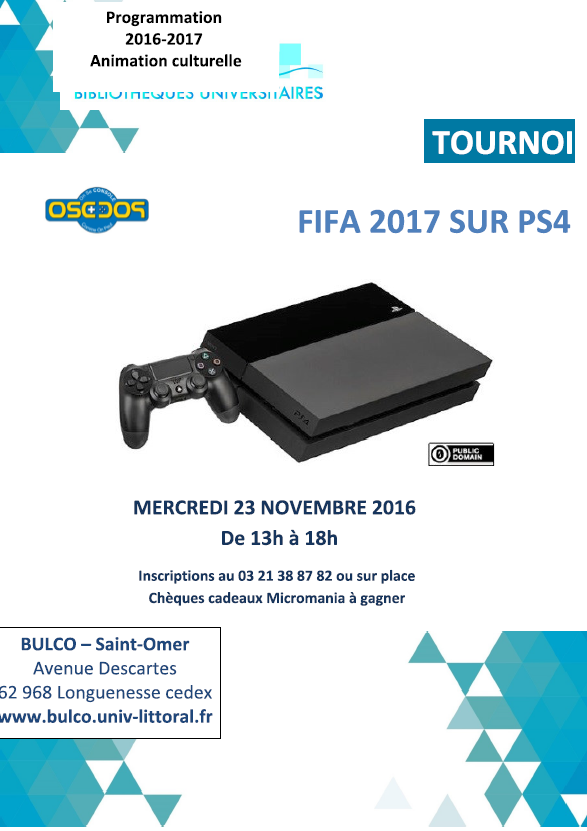 Programmation
2016-2017
Animation culturelle
BIBLIOTHÈQUES UNIVERSITAIRES
TOURNOI
OSEDOP
FIFA 2017 SUR PS4
PS4
PUBLIC
DOMAIN
MERCREDI 23 NOVEMBRE 2016
De 13h à 18h
Inscriptions au 03 21 38 87 82 ou sur place
Chèques cadeaux Micromania à gagner
BULCO – Saint-Omer
Avenue Descartes
62 968 Longuenesse cedex
www.bulco.univ-littoral.fr